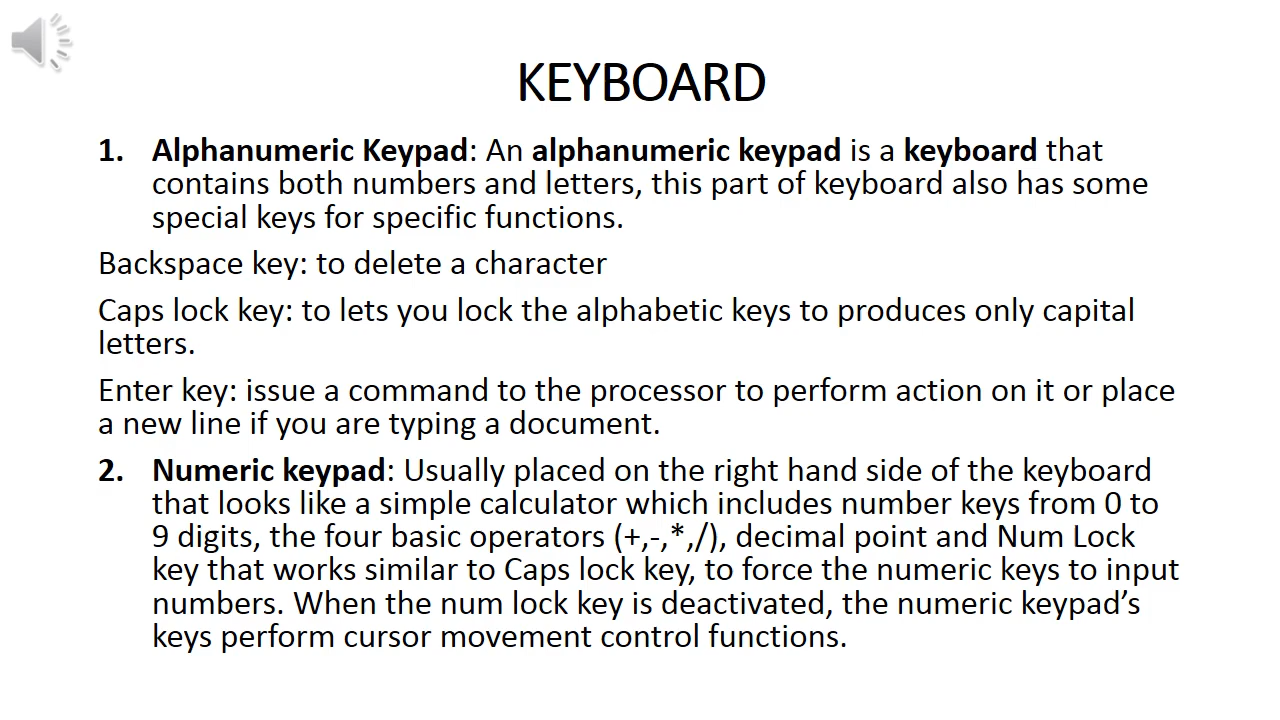 KEYBOARD
1. Alphanumeric Keypad: An alphanumeric keypad is a keyboard that
contains both numbers and letters, this part of keyboard also has some
special keys for specific functions.
Backspace key: to delete a character
Caps lock key: to lets you lock the alphabetic keys to produces only capital
letters.
Enter key: issue a command to the processor to perform action on it or place
a new line if you are typing a document.
2. Numeric keypad: Usually placed on the right hand side of the keyboard
that looks like a simple calculator which includes number keys from 0 to
9 digits, the four basic operators (+,-,*,/), decimal point and Num Lock
key that works similar to Caps lock key, to force the numeric keys to input
numbers. When the num lock key is deactivated, the numeric keypad’s
keys perform cursor movement control functions.